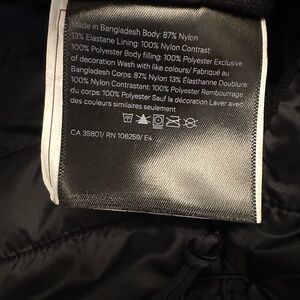 Made in Bangladesh Body: 87% Nylon
13% Elastane Lining: 100% Nylon Contrast:
100% Polyester Body filling: 100% Polyester Exclusive
of decoration Wash with like colours/ Fabriqué au
Bangladesh Corps: 87% Nylon 13% Élasthanne Doublure:
100% Nylon Contrastant: 100% Polyester Rembourrage
du corps: 100% Polyester Sauf la décoration Laver avec
des couleurs similaires seulement
CA 35801/ RN 106259/ E4